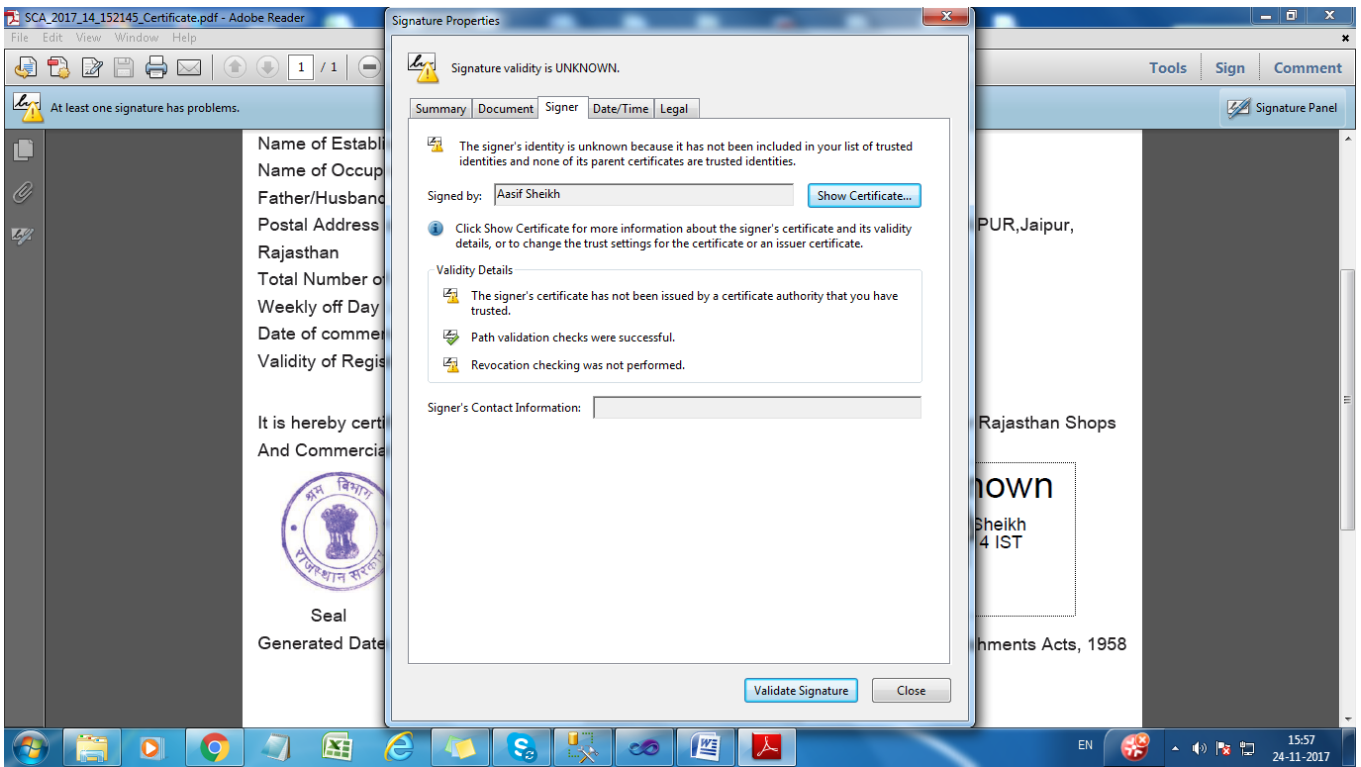 SCA_2017_14_152145_Certificate.pdf - Adobe Reader
File Edit View Window Help
1 / 1
Tools Sign Comment
At least one signature has problems.
Signature Panel
Signature Properties
Signature validity is UNKNOWN.
Summary Document Signer Date/Time Legal
The signer's identity is unknown because it has not been included in your list of trusted
identities and none of its parent certificates are trusted identities.
Signed by: Aasif Sheikh Show Certificate...
Click Show Certificate for more information about the signer's certificate and its validity
details, or to change the trust settings for the certificate or an issuer certificate.
Validity Details
The signer's certificate has not been issued by a certificate authority that you have
trusted.
Path validation checks were successful.
Revocation checking was not performed.
Signer's Contact Information:
Validate Signature Close
Name of Establi
Name of Occup
Father/Husband
Postal Address PUR,Jaipur,
Rajasthan
Total Number of
Weekly off Day
Date of commen
Validity of Regis
It is hereby certi Rajasthan Shops
And Commercia
श्रम विभाग
राजस्थान सरकार
nown
Sheikh
4 IST
Seal
Generated Date hments Acts, 1958
EN
15:57
24-11-2017